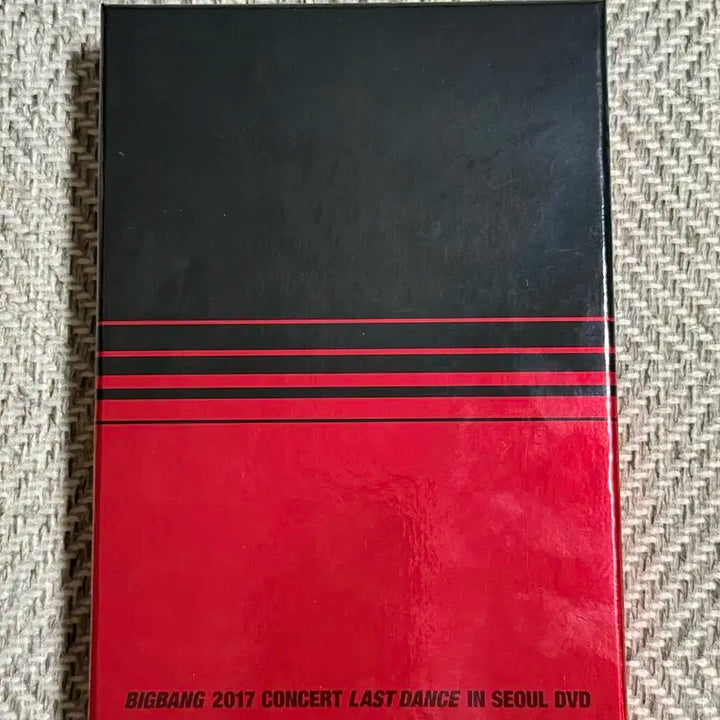 BIGBANG 2017 CONCERT LAST DANCE IN SEOUL DVD